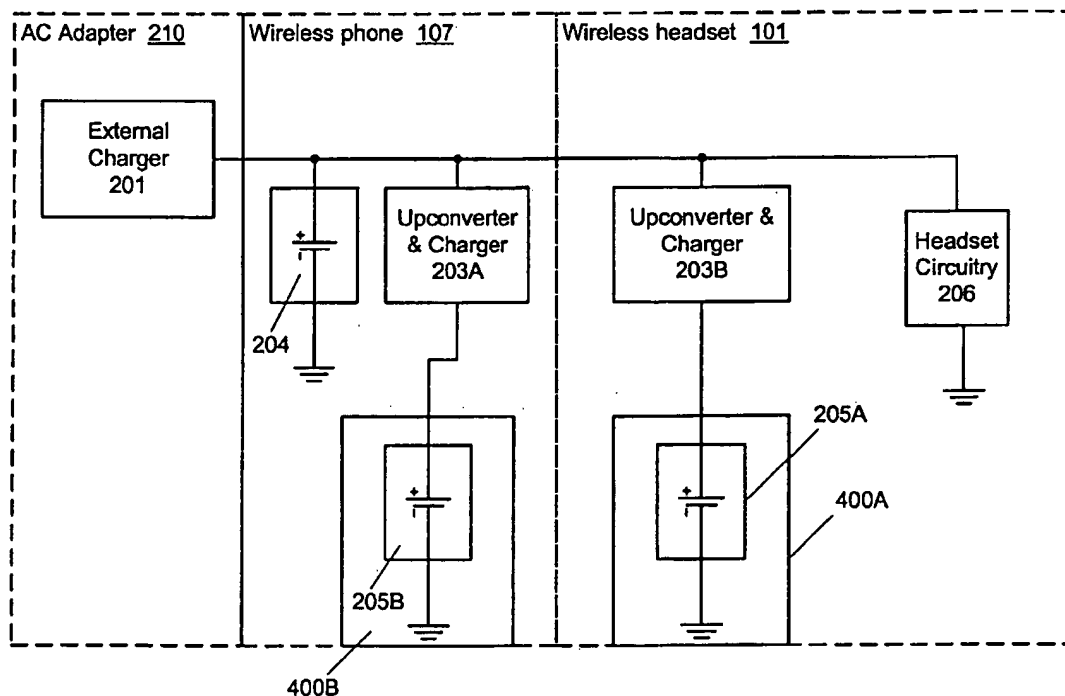 AC Adapter 210
Wireless phone 107
Wireless headset 101
External
Charger
201
Upconverter
& Charger
203A
Upconverter &
Charger
203B
Headset
Circuitry
206
+
-
204
+
-
205B
400B
+
-
205A
400A